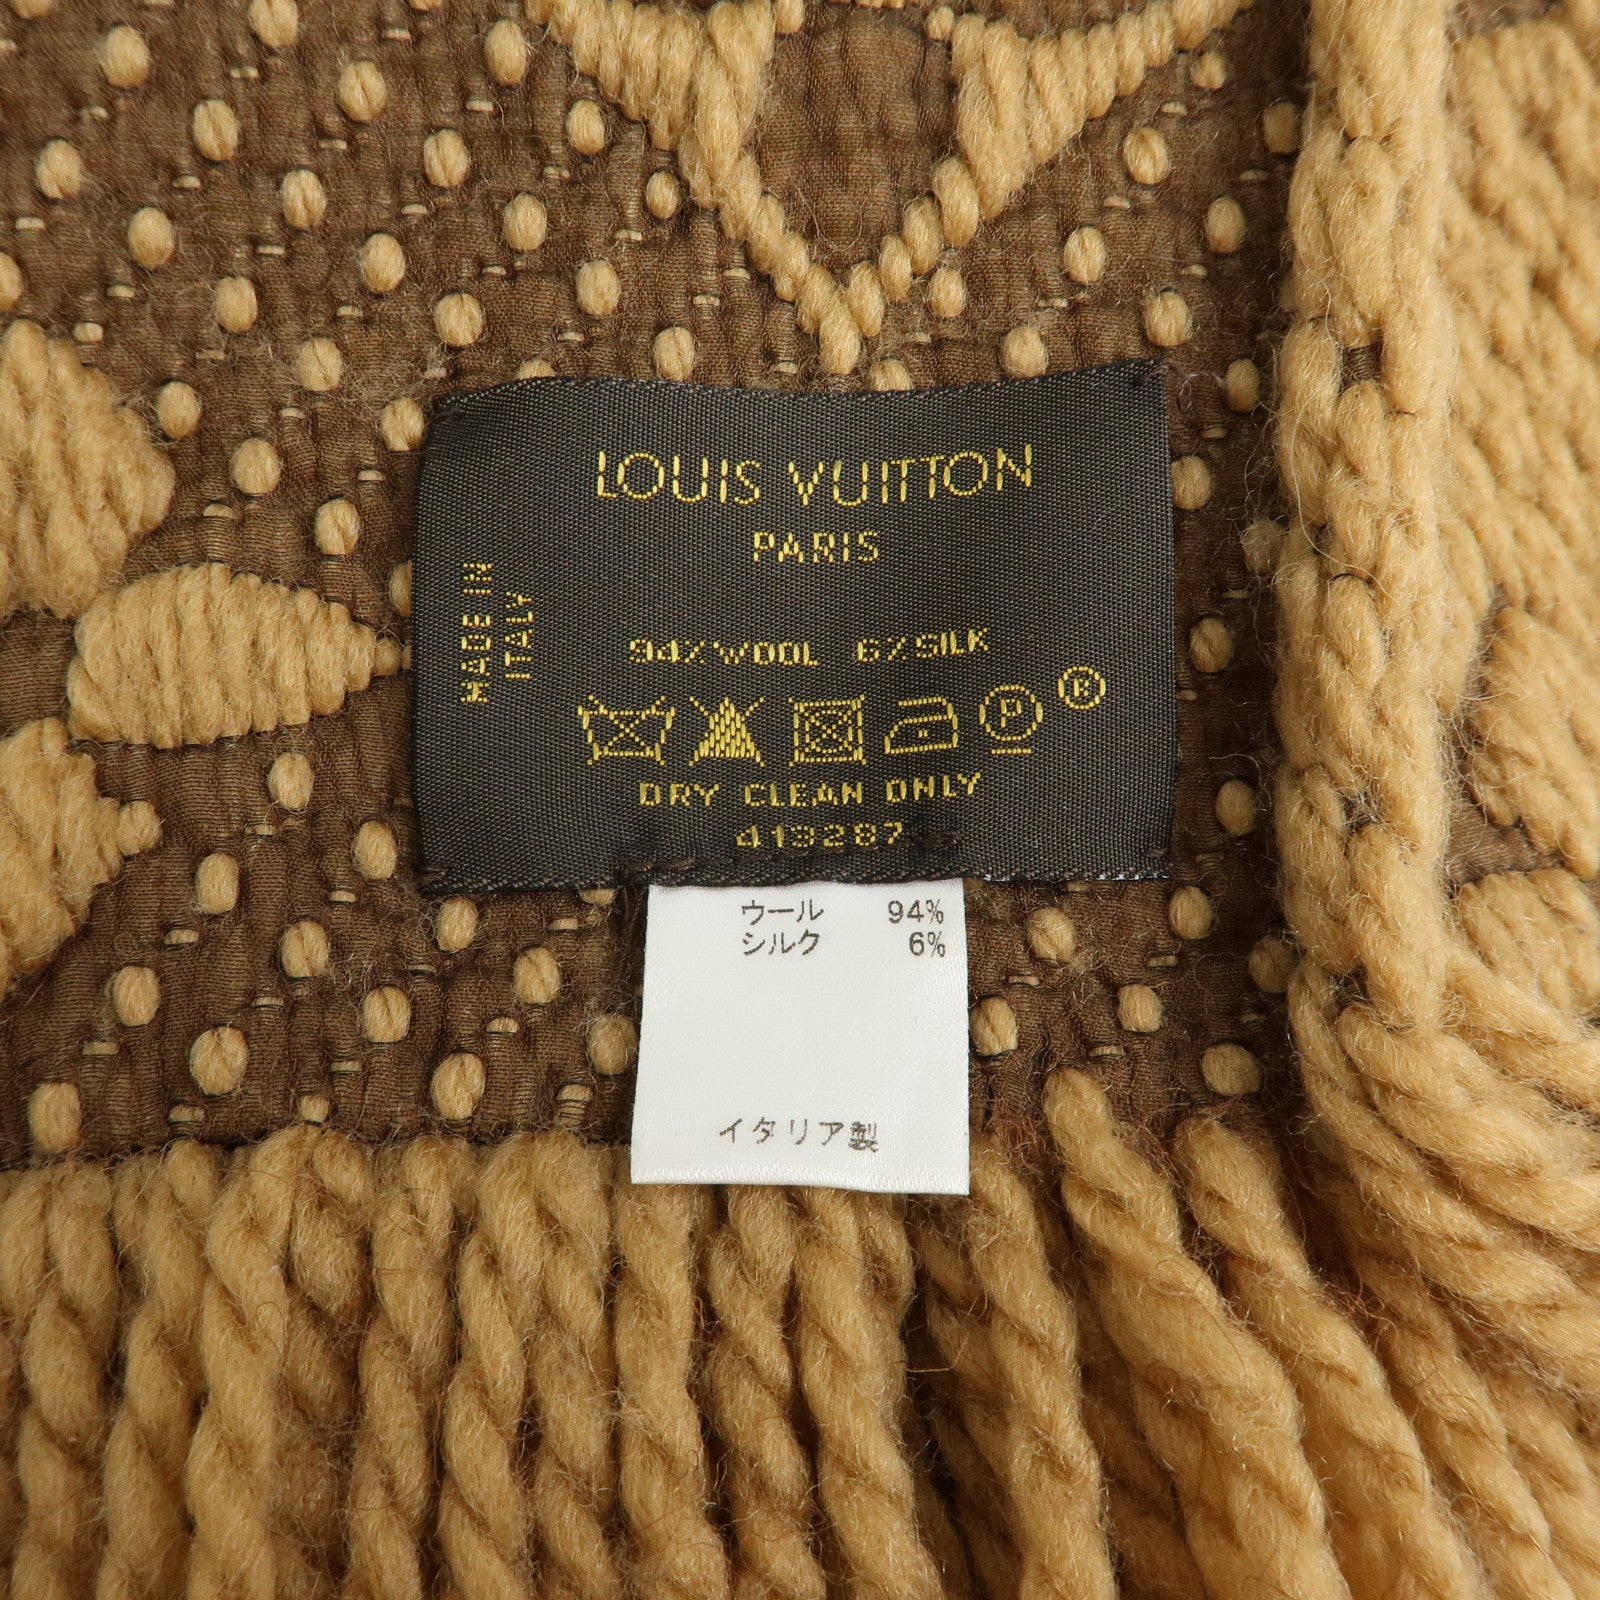 LOUIS VUITTON
PARIS
MADE IN
ITALY
94%WOOL 6%SILK
P ®
DRY CLEAN ONLY
413287
ウール 94%
シルク 6%
イタリア製